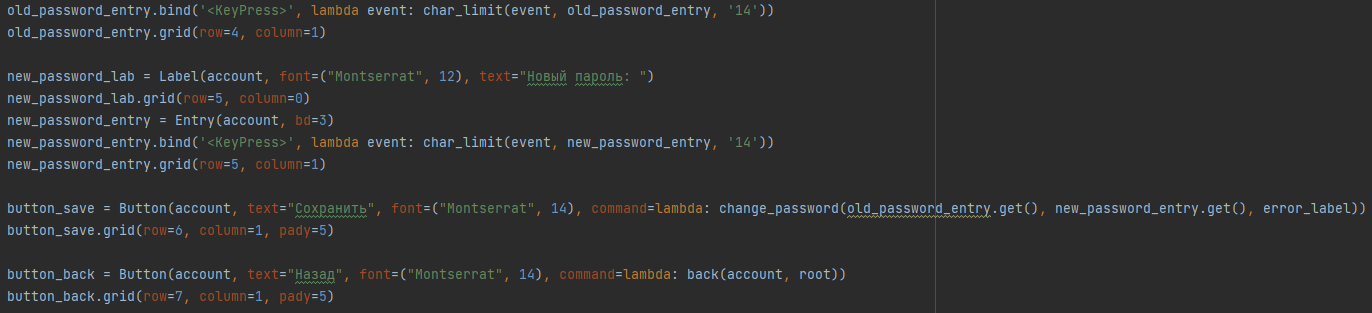 old_password_entry.bind('<KeyPress>', lambda event: char_limit(event, old_password_entry, '14'))
old_password_entry.grid(row=4, column=1)
new_password_lab = Label(account, font=("Montserrat", 12), text="Новый пароль: ")
new_password_lab.grid(row=5, column=0)
new_password_entry = Entry(account, bd=3)
new_password_entry.bind('<KeyPress>', lambda event: char_limit(event, new_password_entry, '14'))
new_password_entry.grid(row=5, column=1)
button_save = Button(account, text="Сохранить", font=("Montserrat", 14), command=lambda: change_password(old_password_entry.get(), new_password_entry.get(), error_label))
button_save.grid(row=6, column=1, pady=5)
button_back = Button(account, text="Назад", font=("Montserrat", 14), command=lambda: back(account, root))
button_back.grid(row=7, column=1, pady=5)